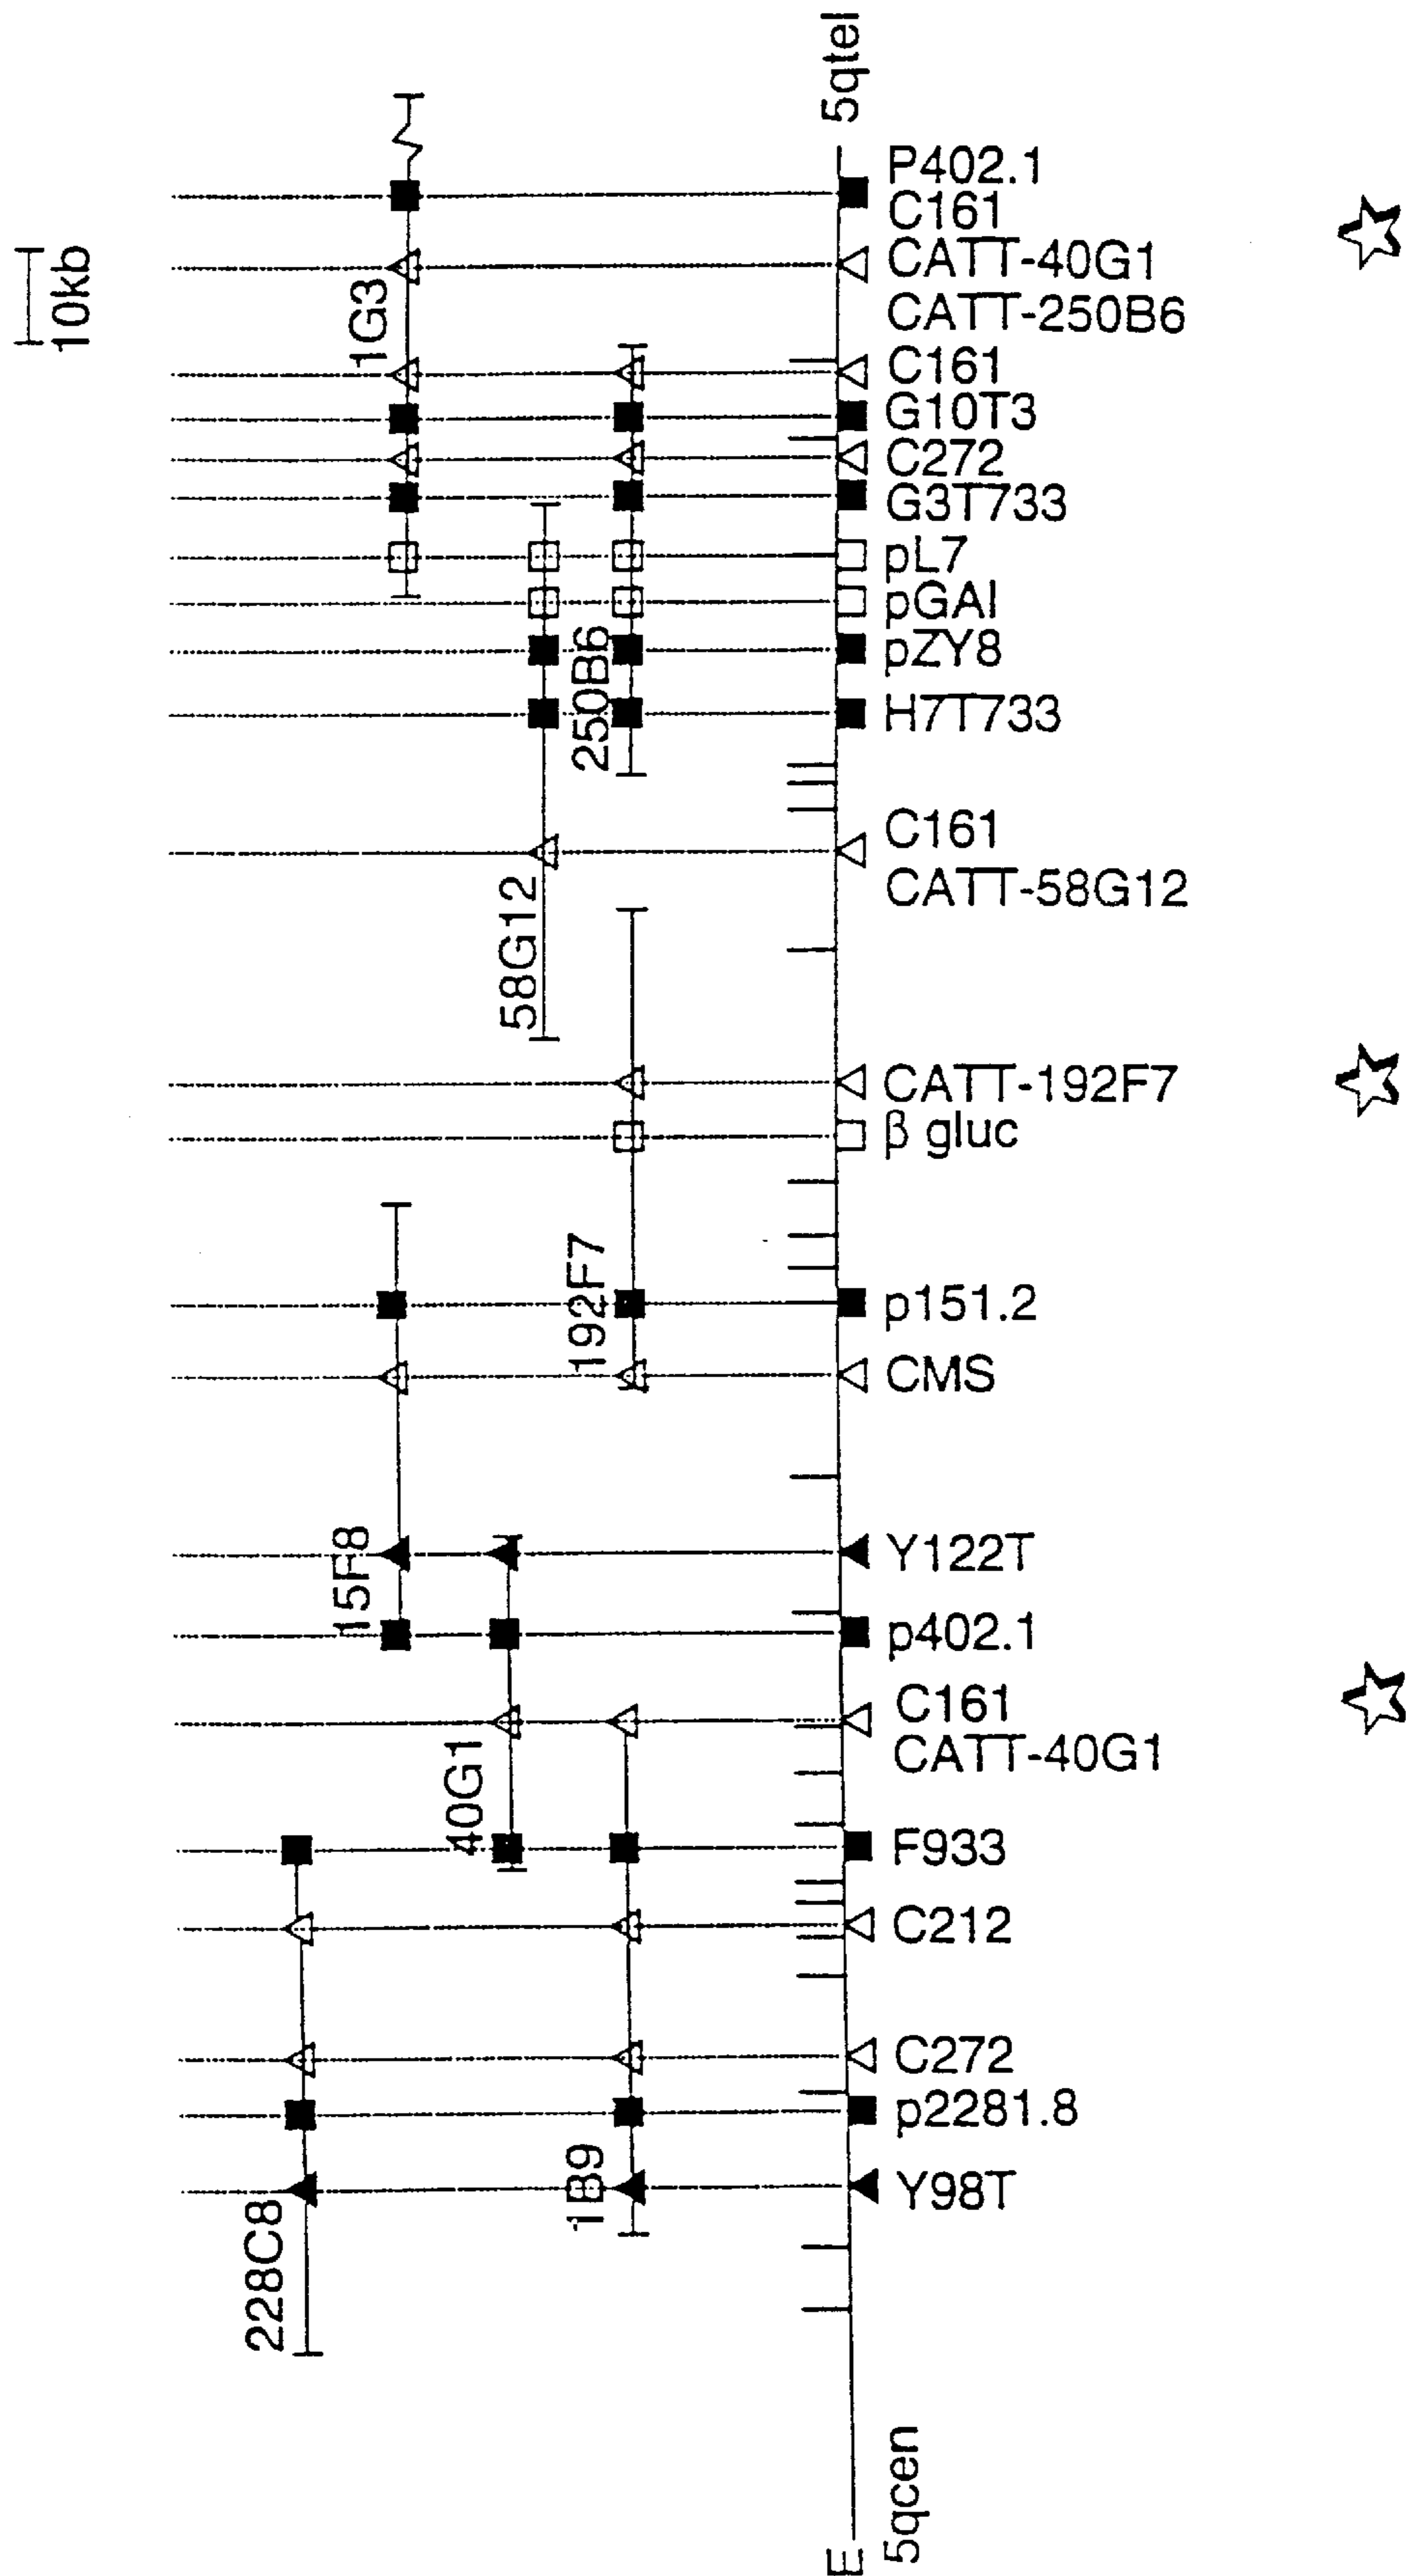 10kb
5qtel
P402.1
C161
CATT-40G1
CATT-250B6
1G3
C161
G10T3
C272
G3T733
pL7
pGAI
pZY8
250B6
H7T733
C161
CATT-58G12
58G12
CATT-192F7
β gluc
192F7
p151.2
CMS
15F8
Y122T
p402.1
C161
CATT-40G1
40G1
F933
C212
C272
p2281.8
1B9
Y98T
228C8
5qcen
E